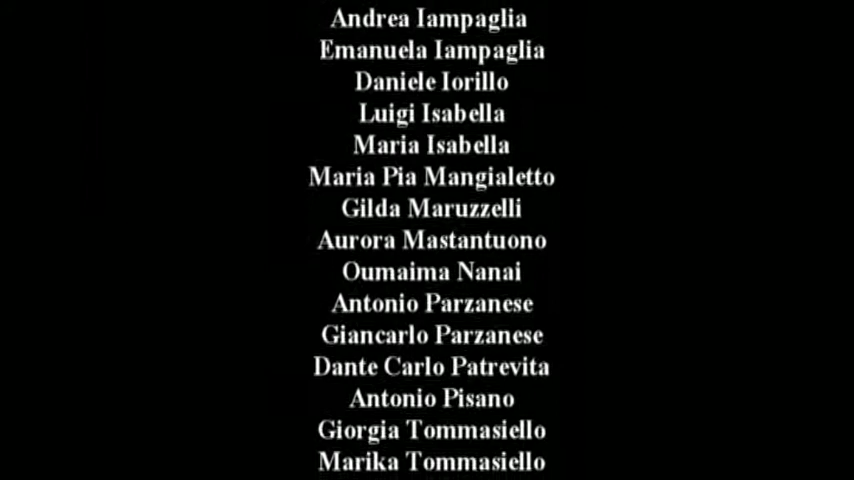 Andrea Iampaglia
Emanuela Iampaglia
Daniele Iorillo
Luigi Isabella
Maria Isabella
Maria Pia Mangialetto
Gilda Maruzzelli
Aurora Mastantuono
Oumaima Nanai
Antonio Parzanese
Giancarlo Parzanese
Dante Carlo Patrevita
Antonio Pisano
Giorgia Tommasiello
Marika Tommasiello